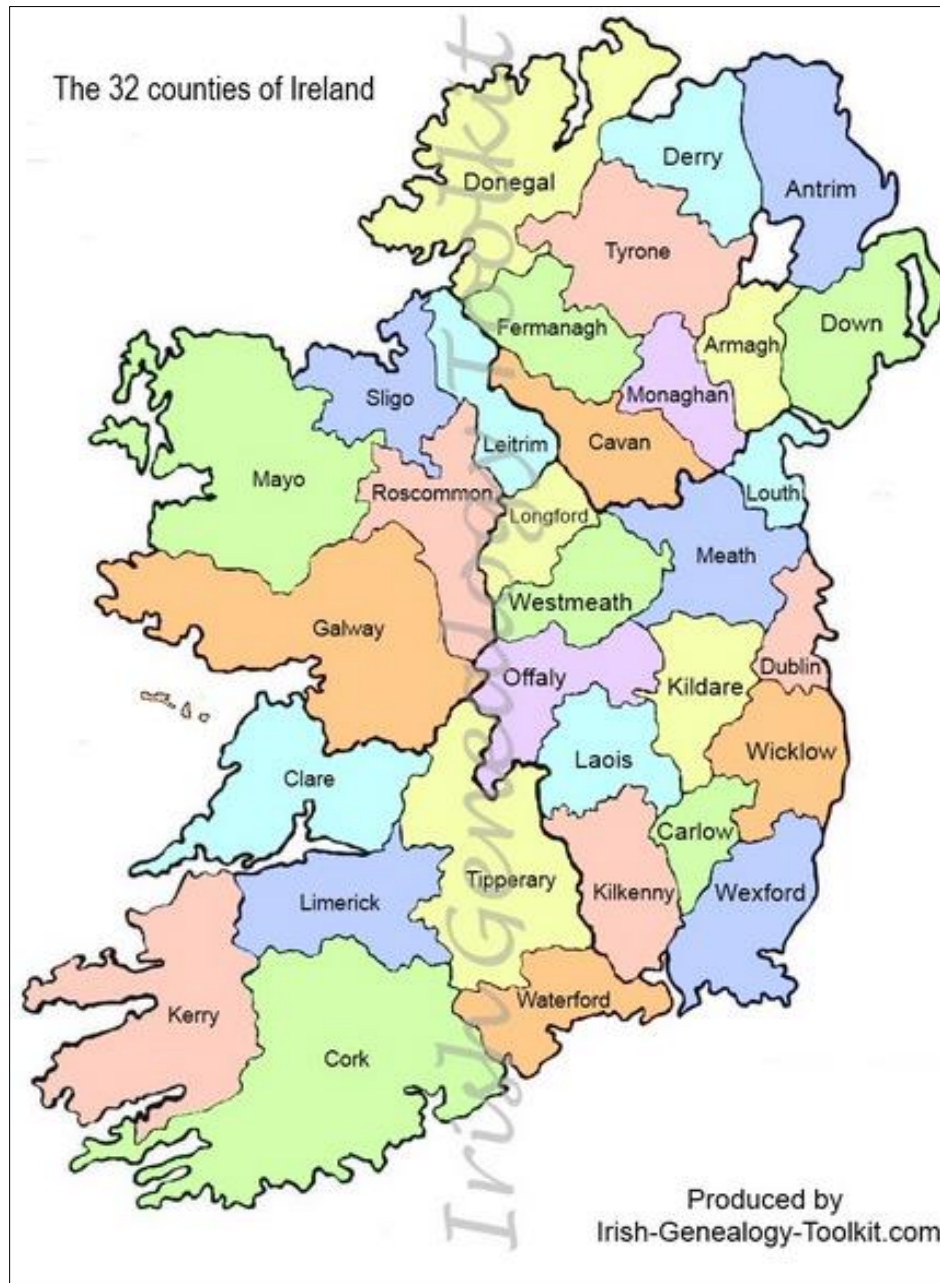 The 32 counties of Ireland
Derry
Donegal
Antrim
Tyrone
Fermanagh
Down
Armagh
Sligo
Monaghan
Leitrim
Cavan
Mayo
Roscommon
Louth
Longford
Meath
Westmeath
Galway
Dublin
Offaly
Kildare
Wicklow
Laois
Clare
Carlow
Tipperary
Kilkenny
Wexford
Limerick
Waterford
Kerry
Cork
Irish Genealogy Toolkit
Produced by
Irish-Genealogy-Toolkit.com